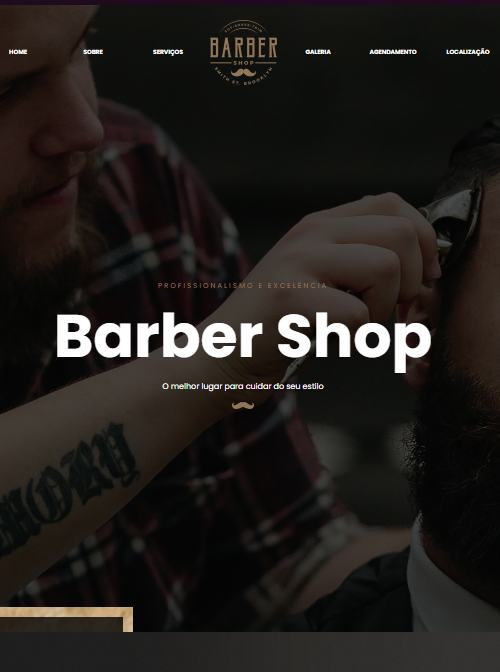 HOME
SOBRE
SERVIÇOS
BARBER
SHOP
SMITH ST. BROOKLYN
GALERIA
AGENDAMENTO
LOCALIZAÇÃO
PROFISSIONALISMO E EXCELÊNCIA
Barber Shop
O melhor lugar para cuidar do seu estilo